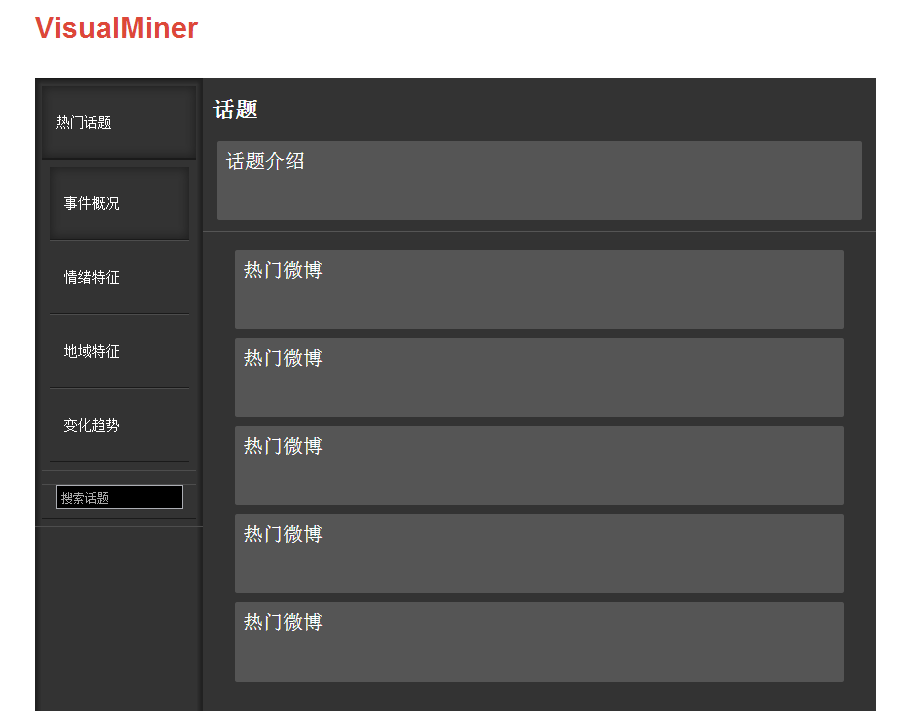 VisualMiner
热门话题
事件概况
情绪特征
地域特征
变化趋势
搜索话题
话题
话题介绍
热门微博
热门微博
热门微博
热门微博
热门微博